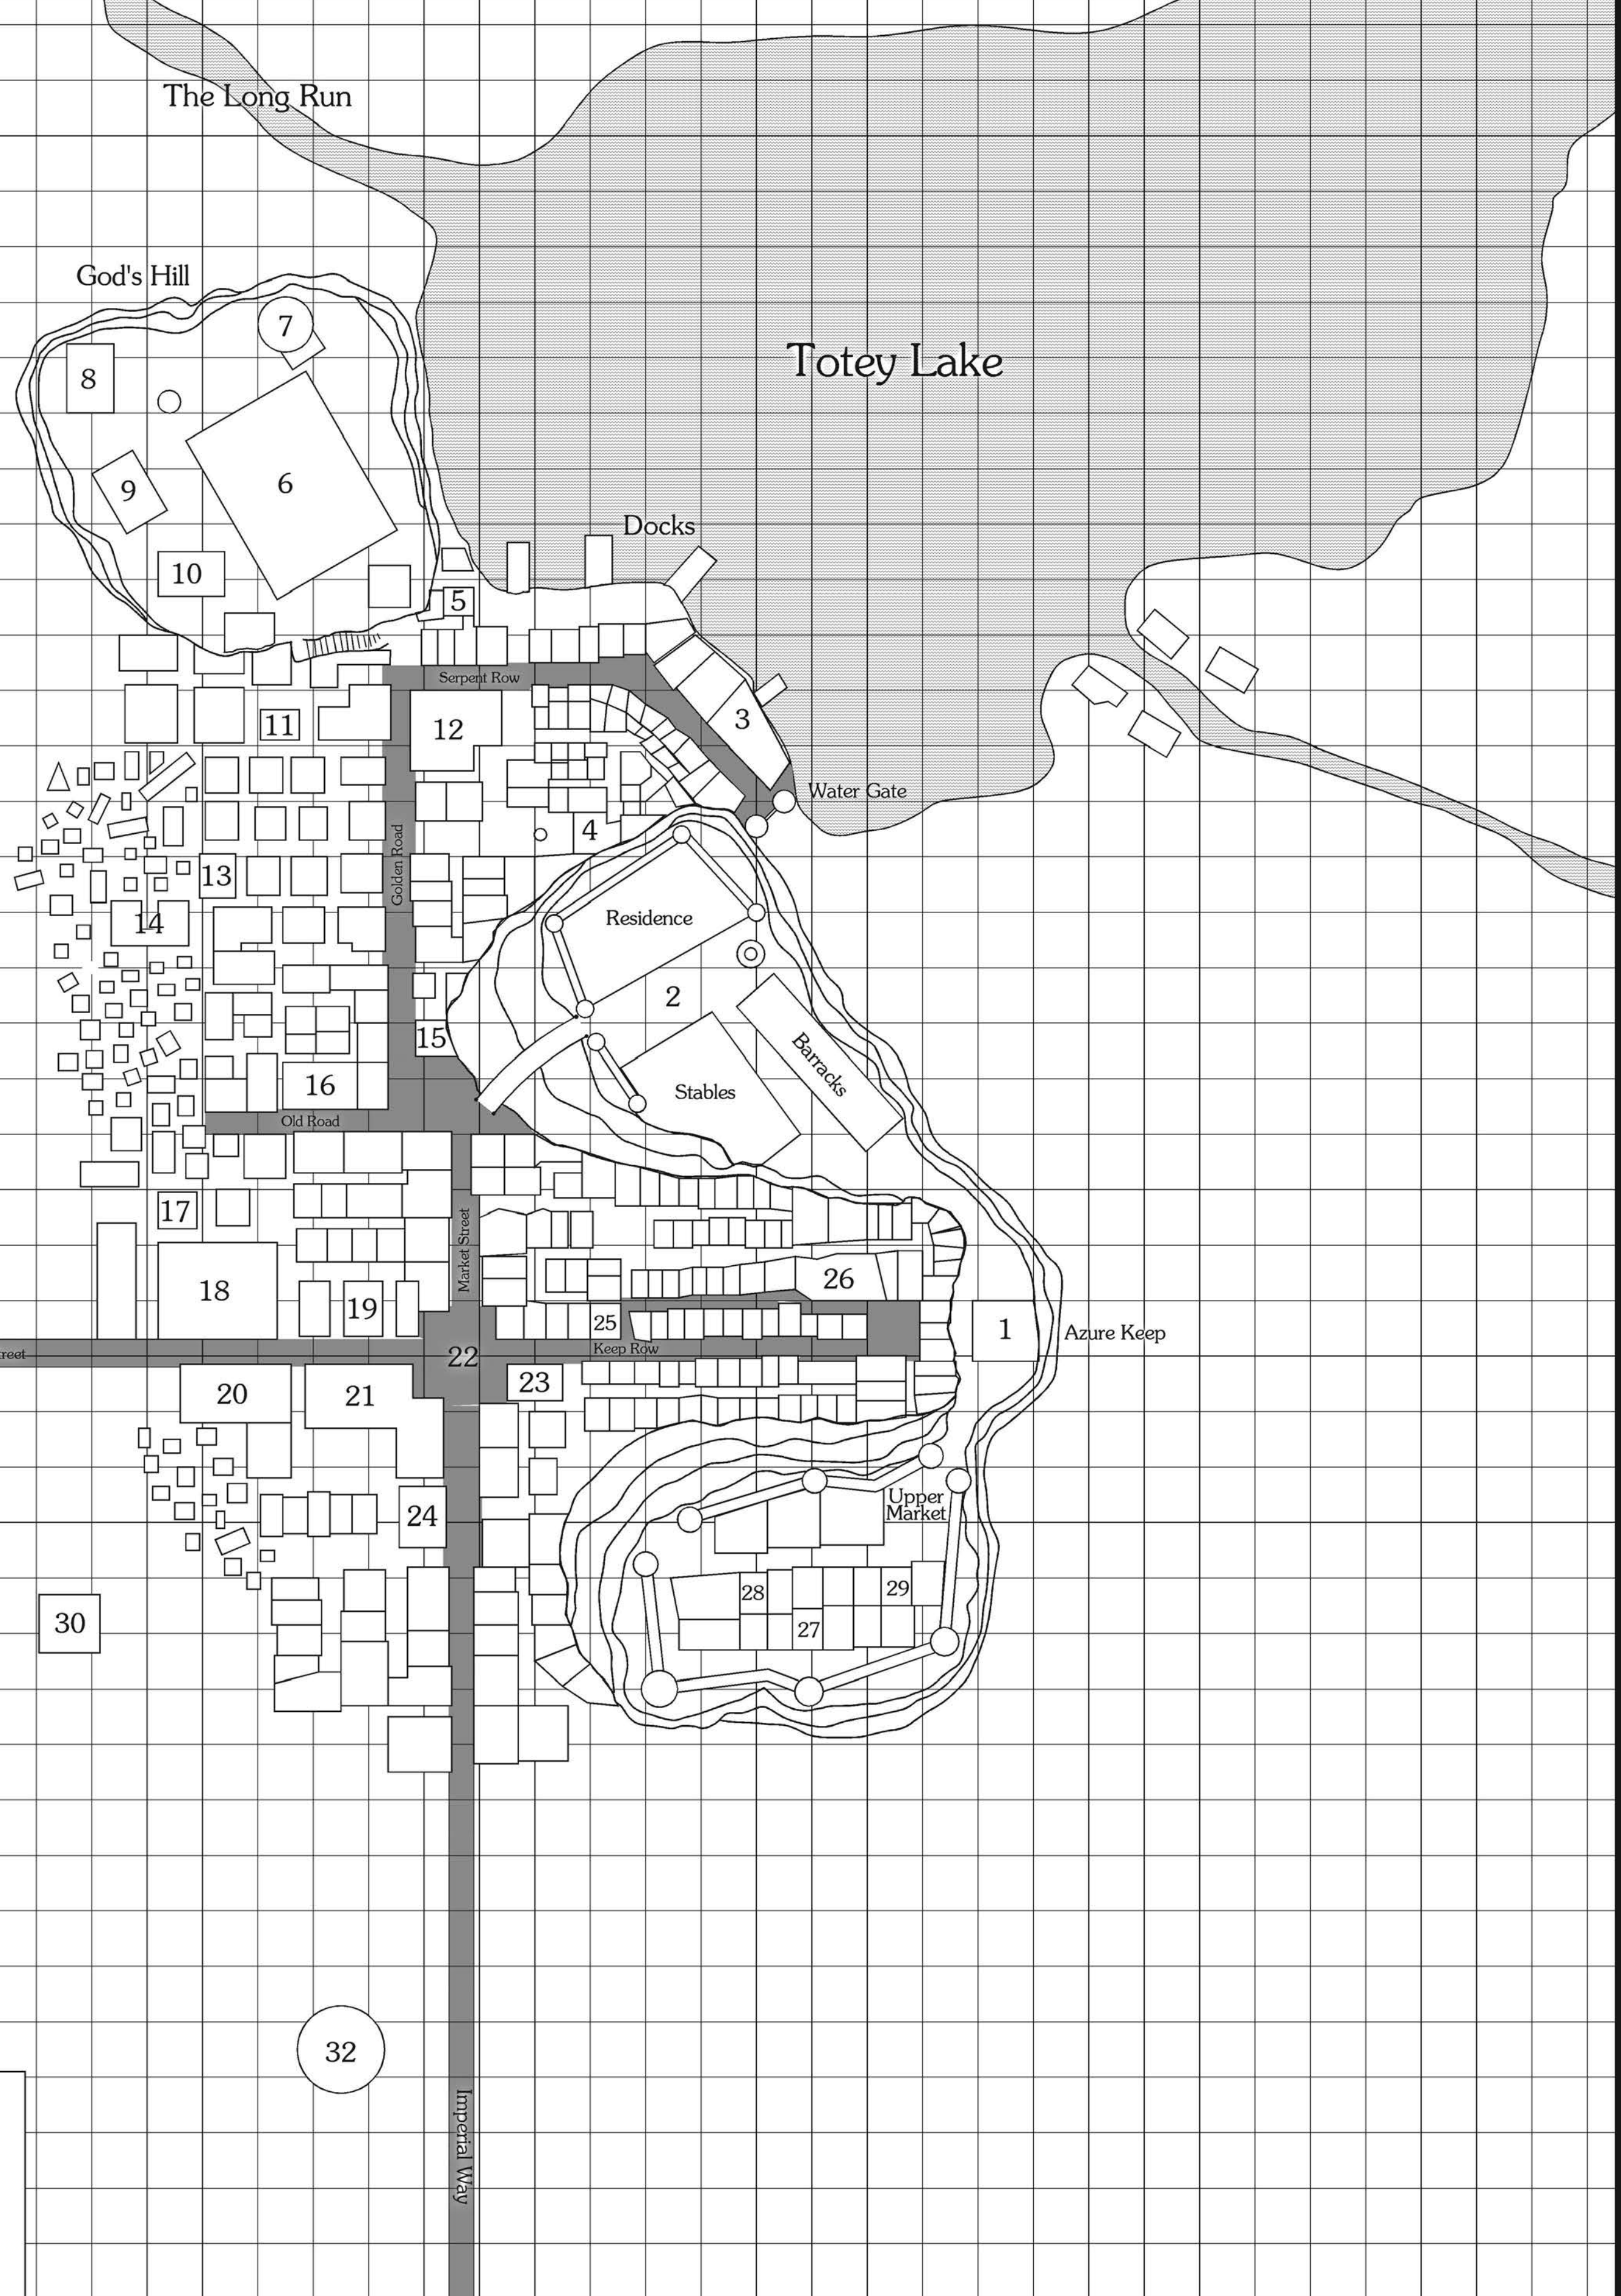 The Long Run
God's Hill
7
Totey Lake
8
6
9
Docks
10
5
Serpent Row
11
12
3
Water Gate
4
Golden Road
13
14
Residence
2
15
Barracks
16
Stables
Old Road
17
Market Street
18
26
19
25
1
Azure Keep
22
Keep Row
reet
23
20
21
Upper
Market
24
28
29
30
27
32
Imperial Way